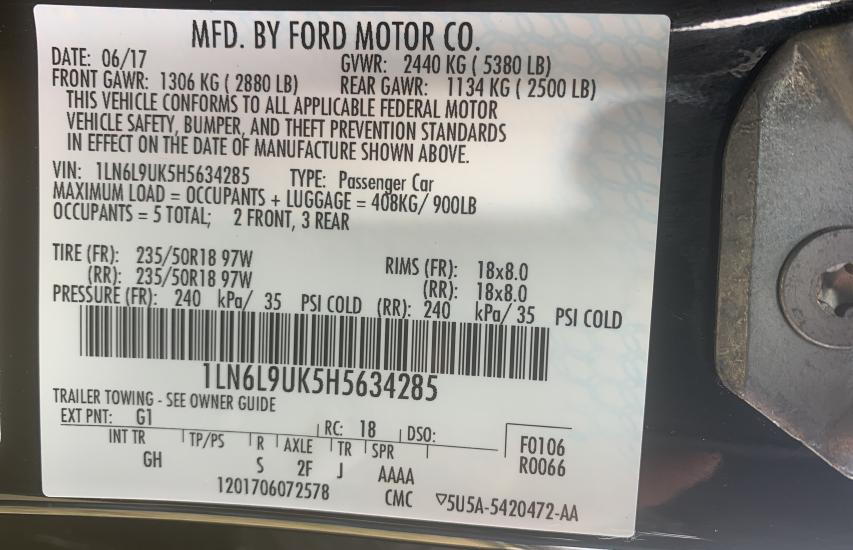 MFD. BY FORD MOTOR CO.
DATE: 06/17 GVWR: 2440 KG ( 5380 LB)
FRONT GAWR: 1306 KG ( 2880 LB) REAR GAWR: 1134 KG ( 2500 LB)
THIS VEHICLE CONFORMS TO ALL APPLICABLE FEDERAL MOTOR
VEHICLE SAFETY, BUMPER, AND THEFT PREVENTION STANDARDS
IN EFFECT ON THE DATE OF MANUFACTURE SHOWN ABOVE.
VIN: 1LN6L9UK5H5634285 TYPE: Passenger Car
MAXIMUM LOAD = OCCUPANTS + LUGGAGE = 408KG/ 900LB
OCCUPANTS = 5 TOTAL; 2 FRONT, 3 REAR
TIRE (FR): 235/50R18 97W RIMS (FR): 18x8.0
(RR): 235/50R18 97W (RR): 18x8.0
PRESSURE (FR): 240 kPa/ 35 PSI COLD (RR): 240 kPa/ 35 PSI COLD
1LN6L9UK5H5634285
TRAILER TOWING - SEE OWNER GUIDE
EXT PNT: G1 RC: 18 DSO: F0106
INT TR TP/PS R AXLE TR SPR R0066
GH S 2F J AAAA
1201706072578 CMC ▽5U5A-5420472-AA